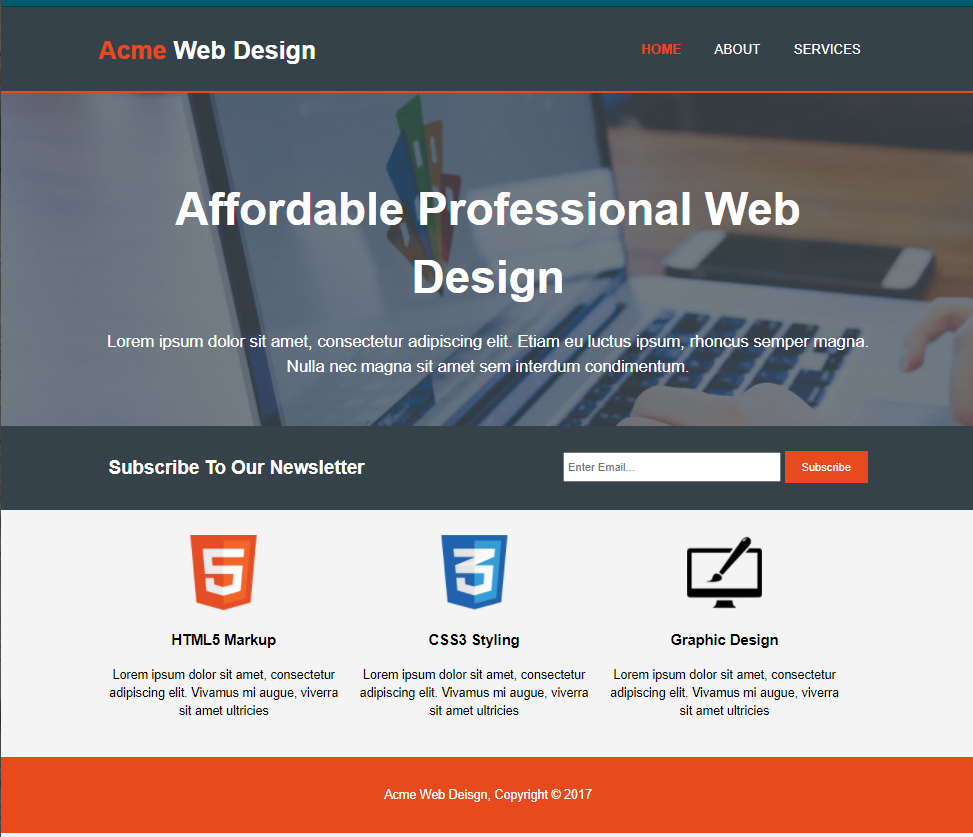 Acme Web Design
HOME ABOUT SERVICES
Affordable Professional Web
Design
Lorem ipsum dolor sit amet, consectetur adipiscing elit. Etiam eu luctus ipsum, rhoncus semper magna.
Nulla nec magna sit amet sem interdum condimentum.
Subscribe To Our Newsletter
Enter Email...
Subscribe
5
HTML5 Markup
Lorem ipsum dolor sit amet, consectetur
adipiscing elit. Vivamus mi augue, viverra
sit amet ultricies
3
CSS3 Styling
Lorem ipsum dolor sit amet, consectetur
adipiscing elit. Vivamus mi augue, viverra
sit amet ultricies
Graphic Design
Lorem ipsum dolor sit amet, consectetur
adipiscing elit. Vivamus mi augue, viverra
sit amet ultricies
Acme Web Deisgn, Copyright © 2017